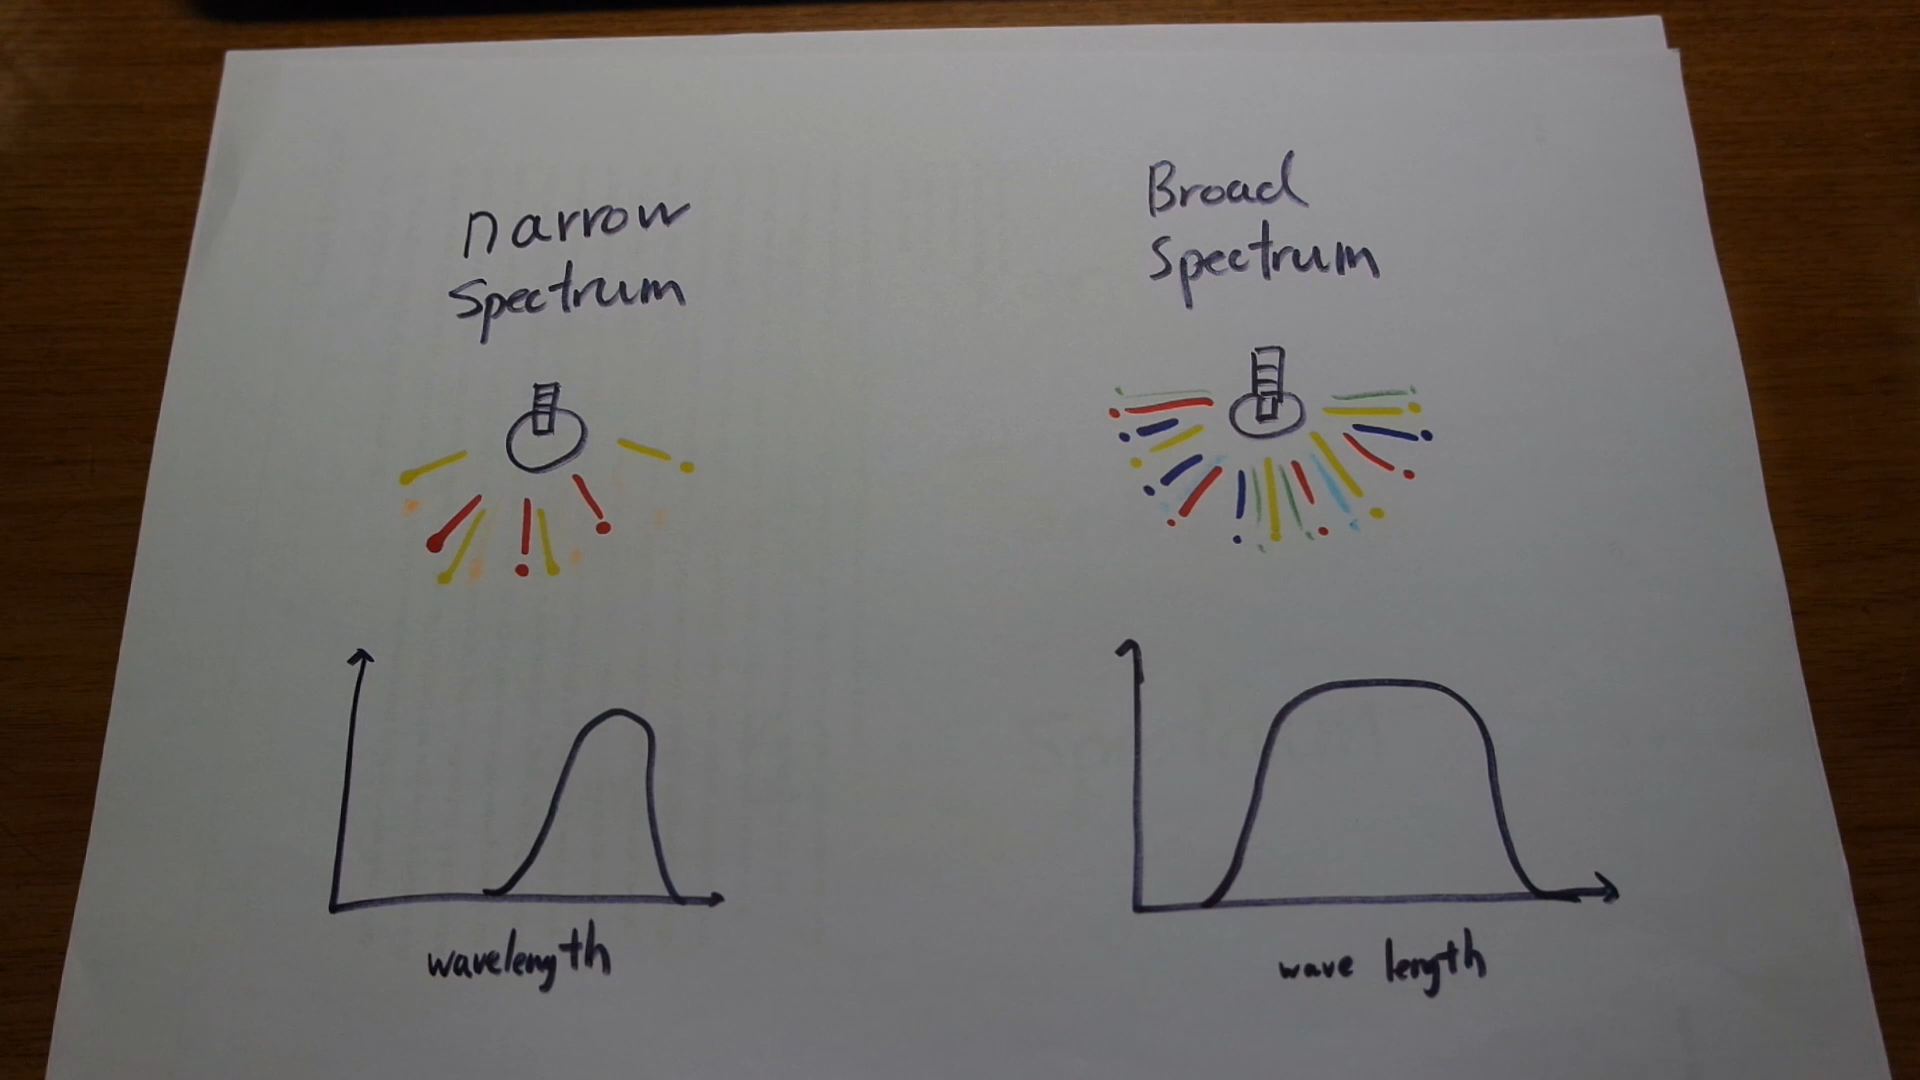 narrow
spectrum
Broad
Spectrum
wavelength
wave length